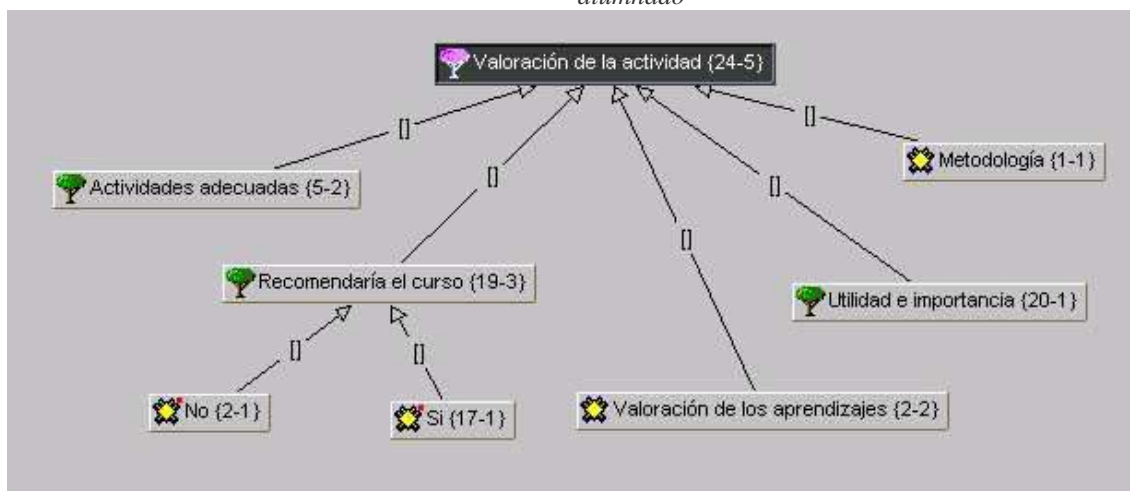 alumnado
Valoración de la actividad {24-5}
[]
[]
[]
[]
[]
Metodología {1-1}
Actividades adecuadas {5-2}
Recomendaría el curso {19-3}
Utilidad e importancia {20-1}
[]
[]
No {2-1}
Si {17-1}
Valoración de los aprendizajes {2-2}